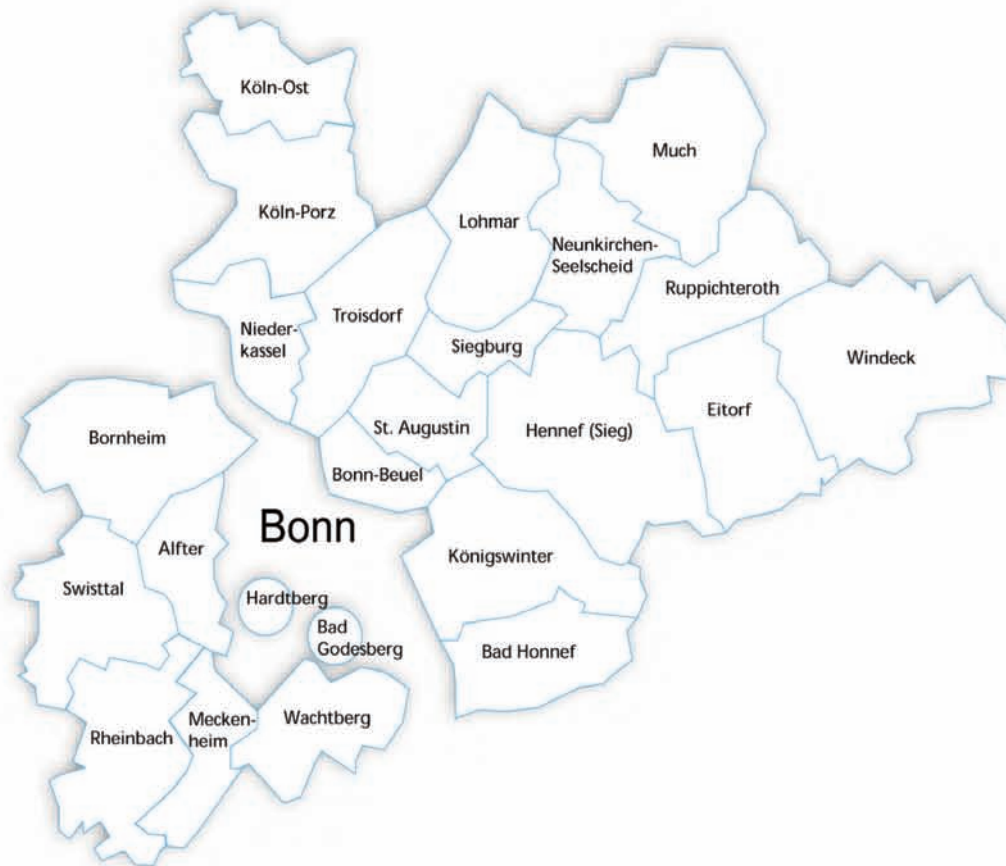 Köln-Ost
Much
Köln-Porz
Lohmar
Neunkirchen-
Seelscheid
Ruppichteroth
Troisdorf
Nieder-
kassel
Siegburg
Windeck
Eitorf
St. Augustin
Hennef (Sieg)
Bornheim
Bonn-Beuel
Bonn
Alfter
Königswinter
Swisttal
Hardtberg
Bad
Godesberg
Bad Honnef
Wachtberg
Mecken-
heim
Rheinbach